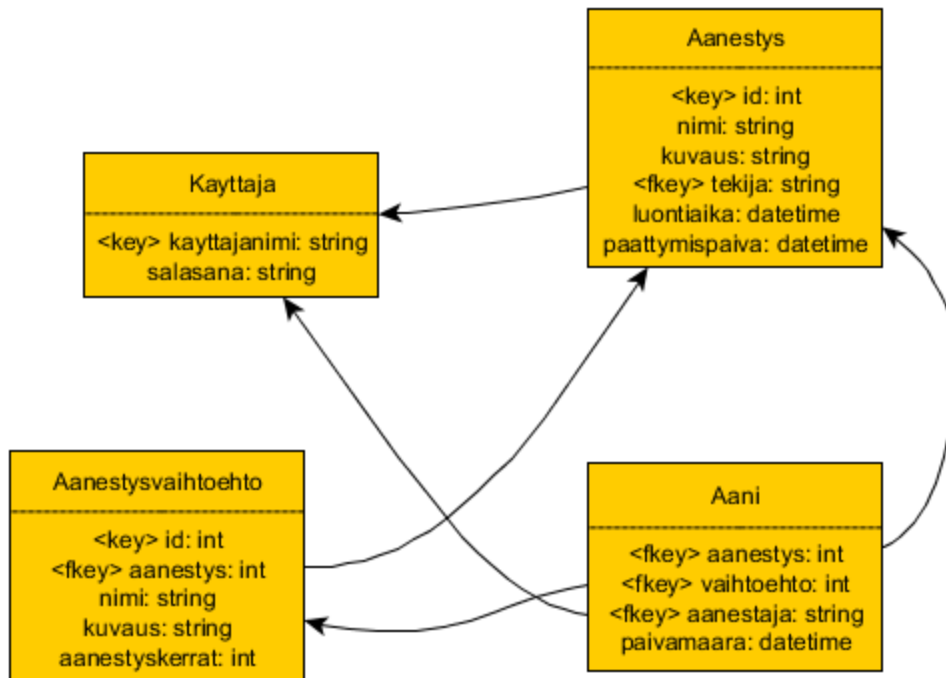 Aanestys
<key> id: int
nimi: string
kuvaus: string
<fkey> tekija: string
luontiaika: datetime
paattymispaiva: datetime
Kayttaja
<key> kayttajanimi: string
salasana: string
Aanestysvaihtoehto
<key> id: int
<fkey> aanestys: int
nimi: string
kuvaus: string
aanestyskerrat: int
Aani
<fkey> aanestys: int
<fkey> vaihtoehto: int
<fkey> aanestaja: string
paivamaara: datetime